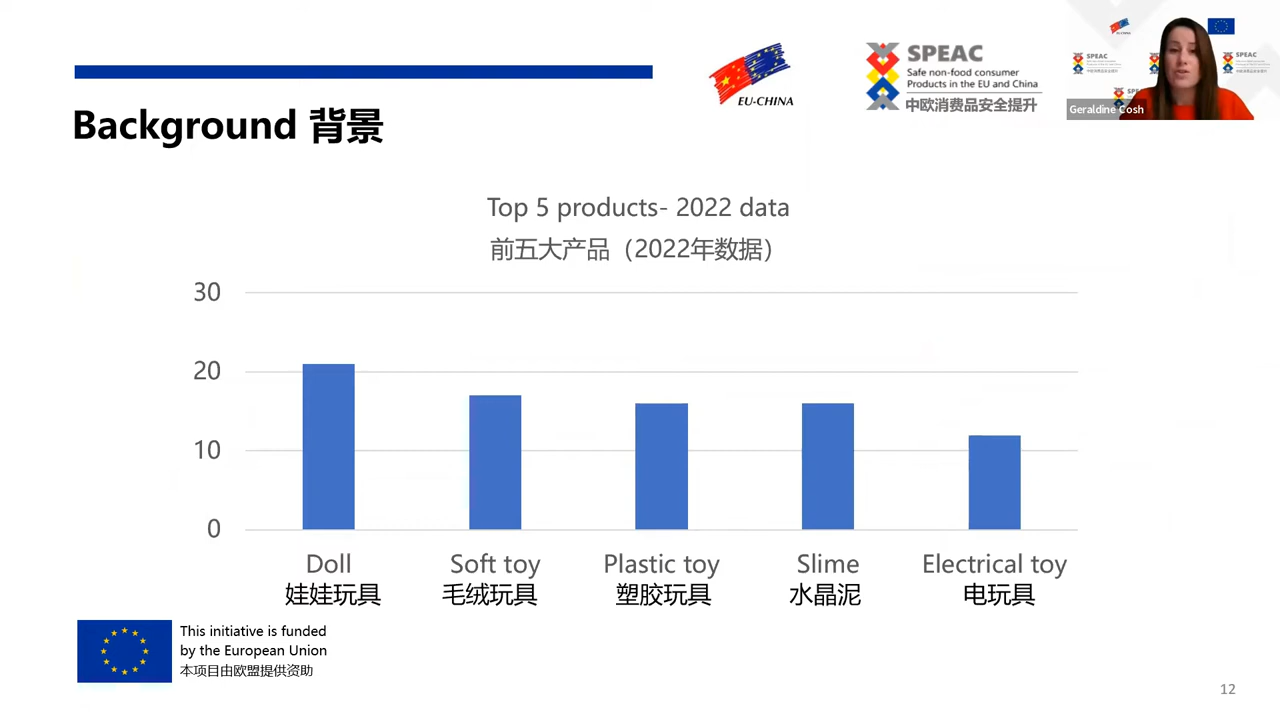 EU-CHINA
SPEAC
Safe non-food consumer
Products in the EU and China
中欧消费品安全提升
Geraldine Cosh
Background 背景
Top 5 products- 2022 data
前五大产品（2022年数据）
30
20
10
0
Doll
娃娃玩具
Soft toy
毛绒玩具
Plastic toy
塑胶玩具
Slime
水晶泥
Electrical toy
电玩具
This initiative is funded
by the European Union
本项目由欧盟提供资助
12